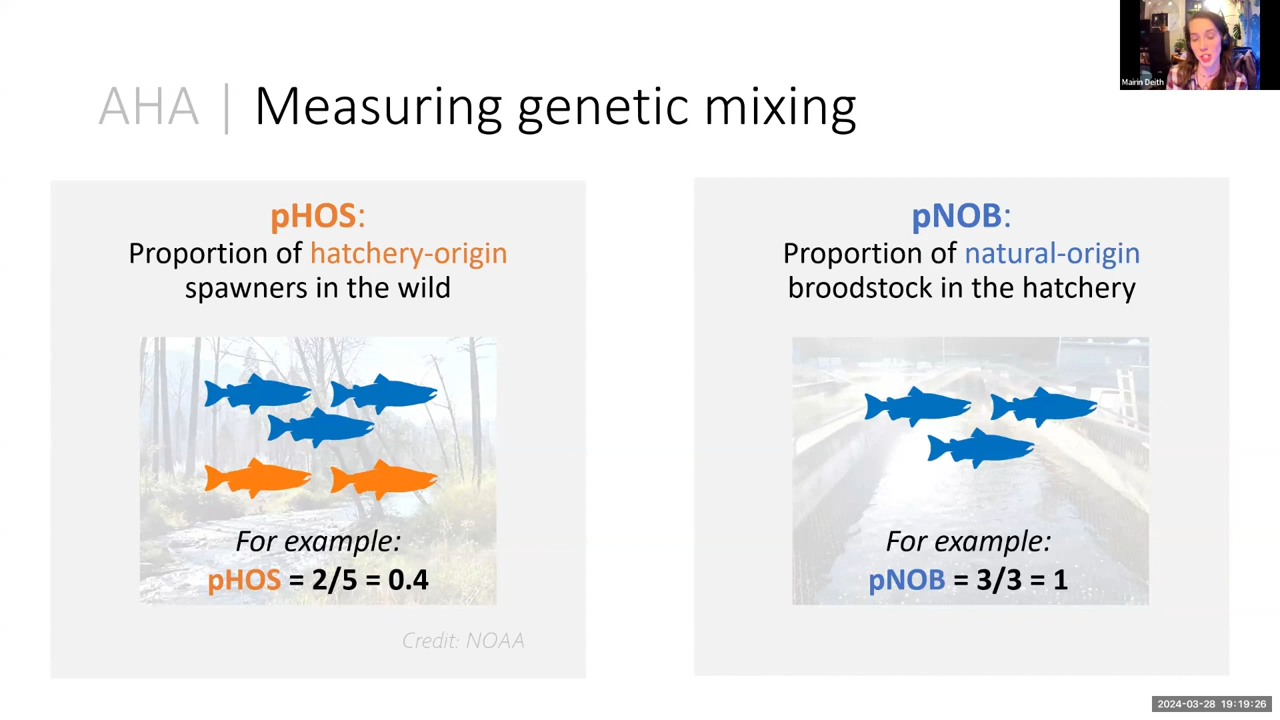 Mairin Deith
AHA | Measuring genetic mixing
pHOS:
Proportion of hatchery-origin
spawners in the wild
For example:
pHOS = 2/5 = 0.4
Credit: NOAA
pNOB:
Proportion of natural-origin
broodstock in the hatchery
For example:
pNOB = 3/3 = 1
2024-03-28 19:19:26